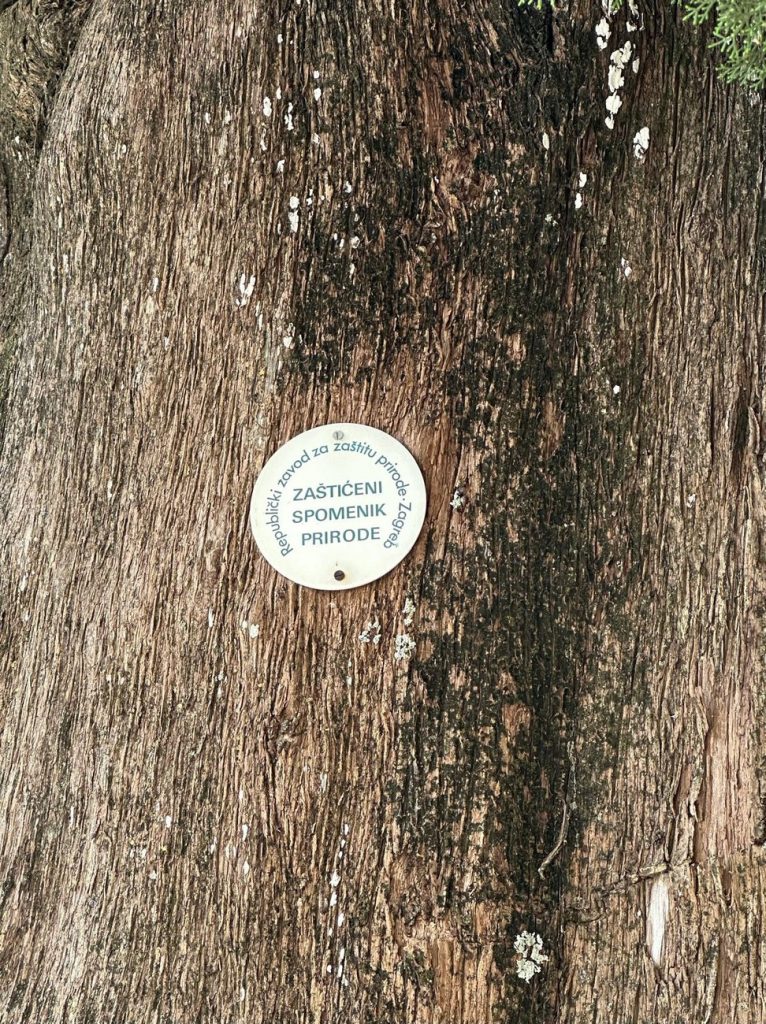 Republički zavod za zaštitu prirode · Zagreb
ZAŠTIĆENI
SPOMENIK
PRIRODE